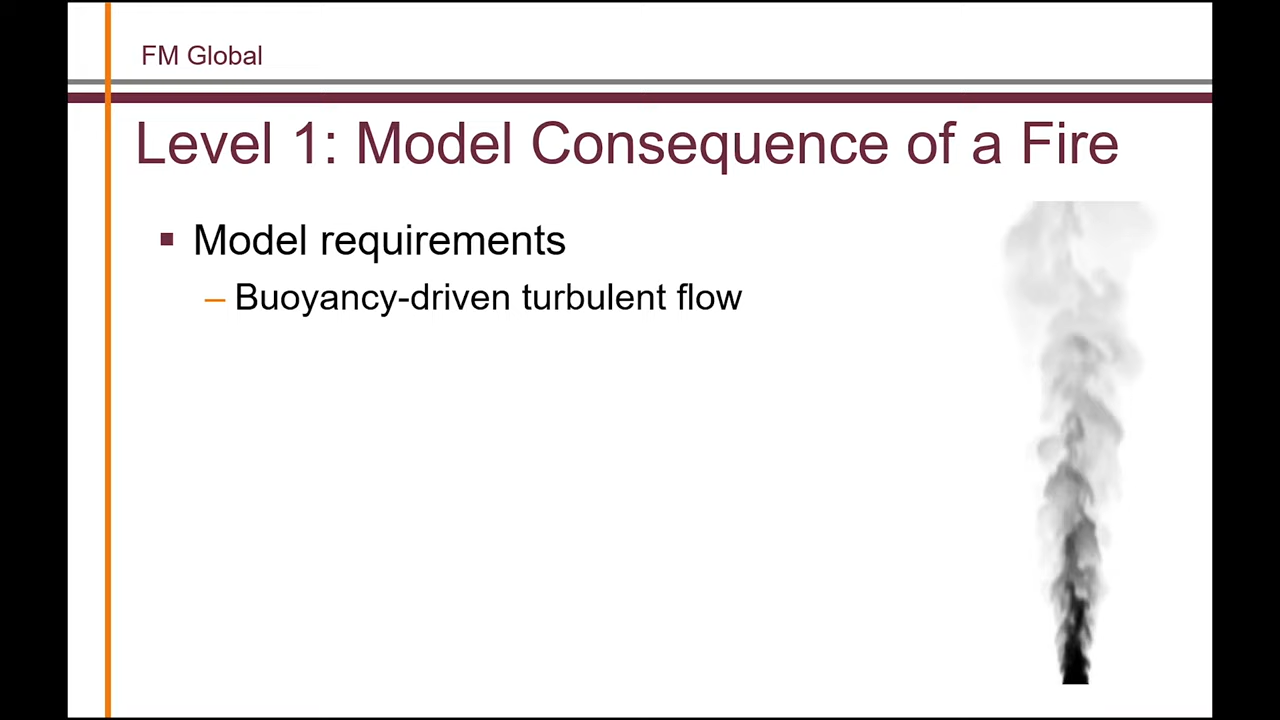 FM Global
Level 1: Model Consequence of a Fire
▪ Model requirements
– Buoyancy-driven turbulent flow